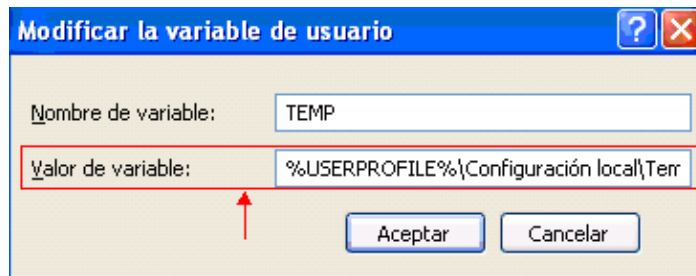 Modificar la variable de usuario
Nombre de variable: TEMP
Valor de variable: %USERPROFILE%\Configuración local\Tem
Aceptar Cancelar